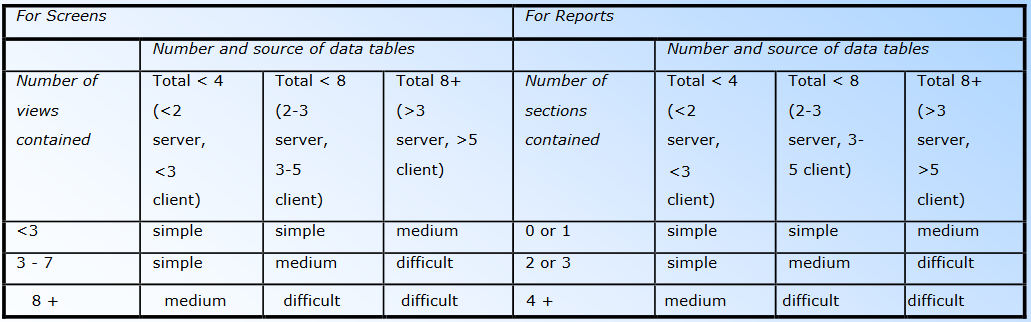 For Screens For Reports
Number and source of data tables Number and source of data tables
Number of views contained Total < 4 (<2 server, <3 client) Total < 8 (2-3 server, 3-5 client) Total 8+ (>3 server, >5 client) Number of sections contained Total < 4 (<2 server, <3 client) Total < 8 (2-3 server, 3-5 client) Total 8+ (>3 server, >5 client)
<3 simple simple medium 0 or 1 simple simple medium
3 - 7 simple medium difficult 2 or 3 simple medium difficult
8 + medium difficult difficult 4 + medium difficult difficult